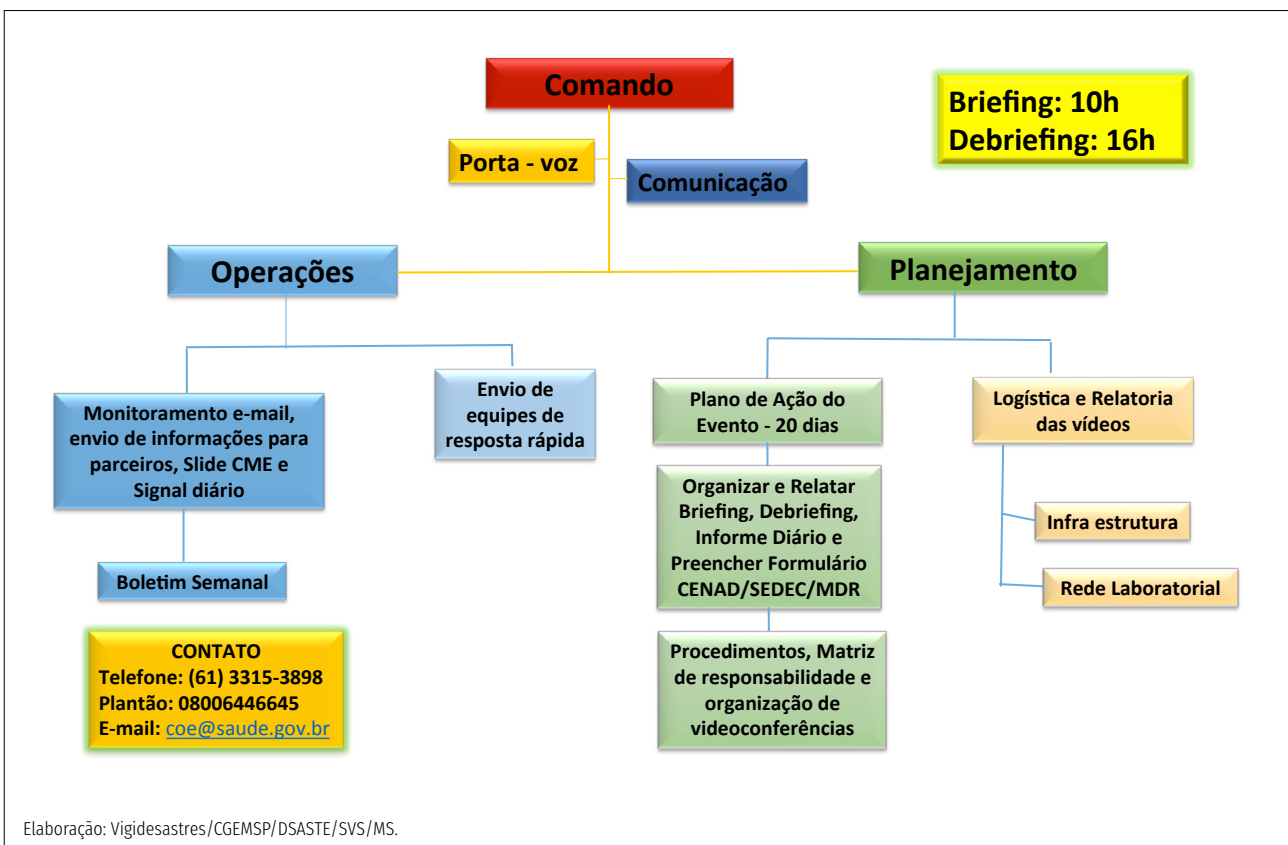 Comando
Briefing: 10h
Debriefing: 16h
Porta - voz
Comunicação
Operações
Planejamento
Monitoramento e-mail,
envio de informações para
parceiros, Slide CME e
Signal diário
Envio de
equipes de
resposta rápida
Plano de Ação do
Evento - 20 dias
Logística e Relatoria
das vídeos
Organizar e Relatar
Briefing, Debriefing,
Informe Diário e
Preencher Formulário
CENAD/SEDEC/MDR
Infra estrutura
Boletim Semanal
Rede Laboratorial
CONTATO
Telefone: (61) 3315-3898
Plantão: 08006446645
E-mail: coe@saude.gov.br
Procedimentos, Matriz
de responsabilidade e
organização de
videoconferências
Elaboração: Vigidesastres/CGEMSP/DSASTE/SVS/MS.